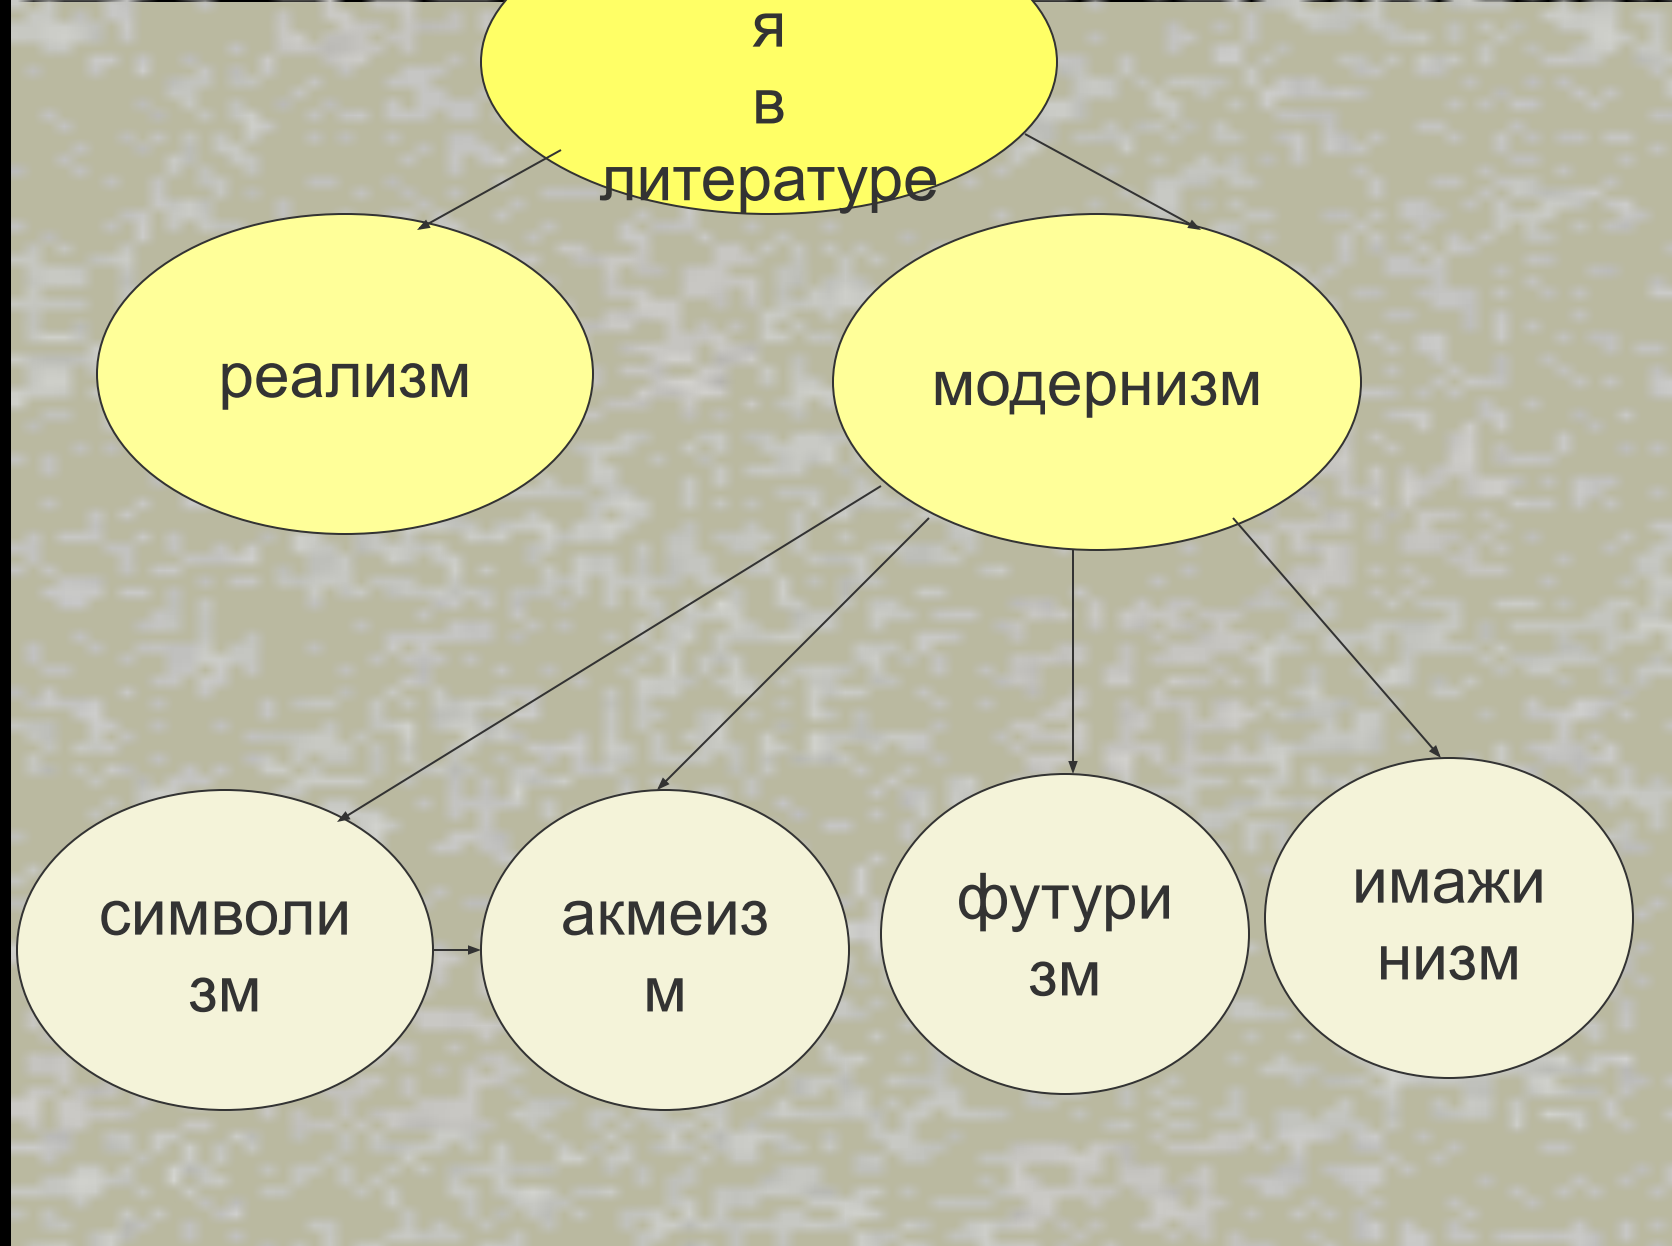 я
в
литературе
реализм
модернизм
символи
зм
акмеиз
м
футури
зм
имажи
низм